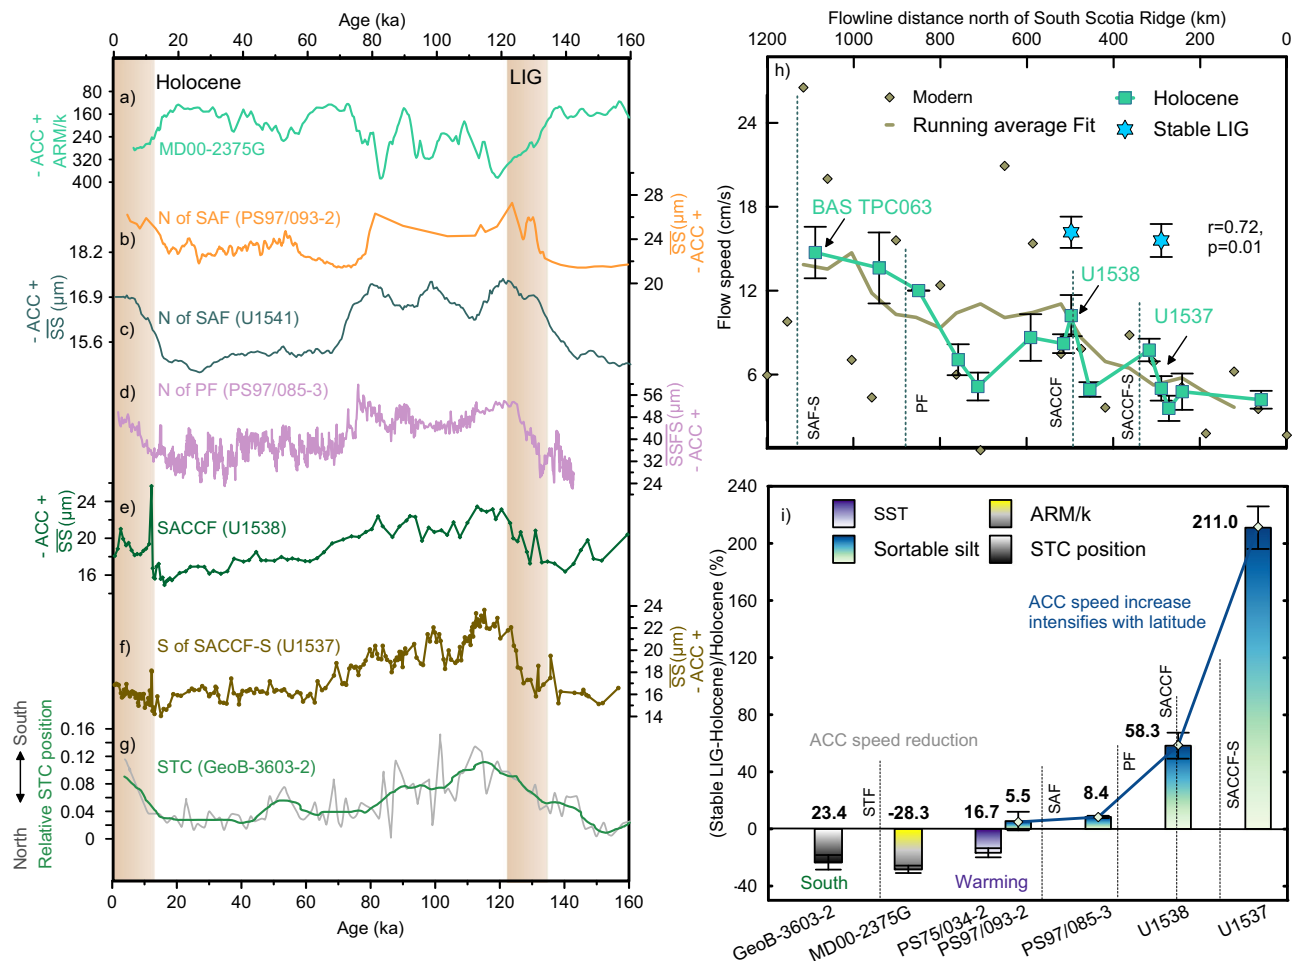 Age (ka)
0 20 40 60 80 100 120 140 160
Holocene
LIG
a)
80
160
240
320
400
- ACC +
ARM/k
MD00-2375G
b)
N of SAF (PS97/093-2)
28
24
20
SS (μm)
- ACC +
c)
18.2
16.9
15.6
- ACC +
SS (μm)
N of SAF (U1541)
d)
N of PF (PS97/085-3)
56
48
40
32
24
SSFS (μm)
- ACC +
e)
24
20
16
- ACC +
SS (μm)
SACCF (U1538)
f)
S of SACCF-S (U1537)
24
22
20
18
16
14
SS (μm)
- ACC +
g)
0.16
0.12
0.08
0.04
0
North
South
Relative STC position
STC (GeoB-3603-2)
0 20 40 60 80 100 120 140 160
Age (ka)
Flowline distance north of South Scotia Ridge (km)
1200 1000 800 600 400 200 0
h)
24
18
12
6
Flow speed (cm/s)
Modern
Running average Fit
Holocene
Stable LIG
BAS TPC063
U1538
U1537
r=0.72,
p=0.01
SAF-S
PF
SACCF
SACCF-S
i)
240
200
160
120
80
40
0
-40
(Stable LIG-Holocene)/Holocene (%)
SST
Sortable silt
ARM/k
STC position
211.0
ACC speed increase
intensifies with latitude
ACC speed reduction
58.3
23.4
-28.3
16.7
5.5
8.4
STF
SAF
PF
SACCF
SACCF-S
South
Warming
GeoB-3603-2
MD00-2375G
PS75/034-2
PS97/093-2
PS97/085-3
U1538
U1537